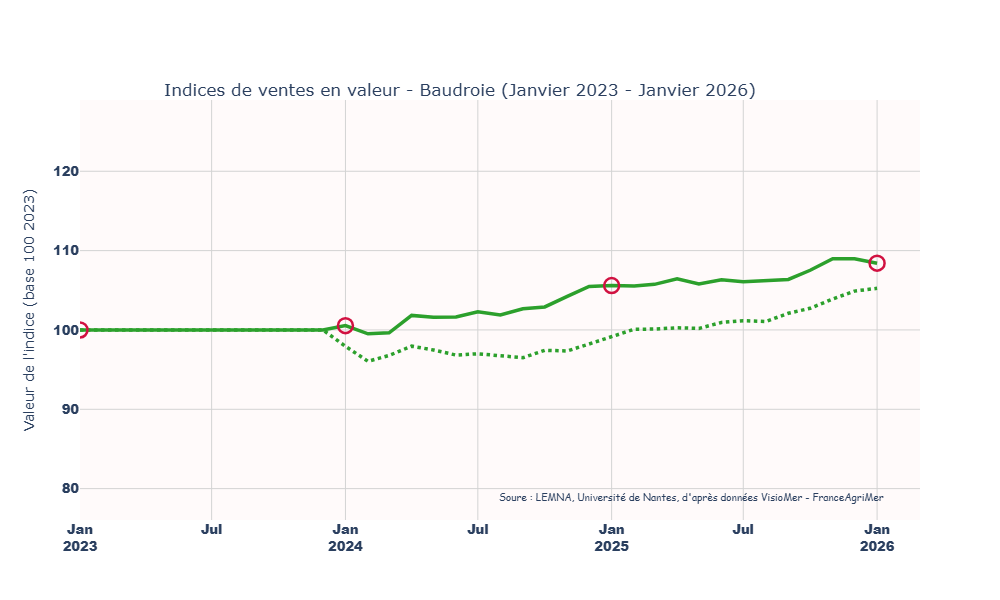 Indices de ventes en valeur - Baudroie (Janvier 2023 - Janvier 2026)
Valeur de l'indice (base 100 2023)
120
110
100
90
80
Soure : LEMNA, Université de Nantes, d'après données VisioMer - FranceAgriMer
Jan Jul Jan Jul Jan Jul Jan
2023 2024 2025 2026